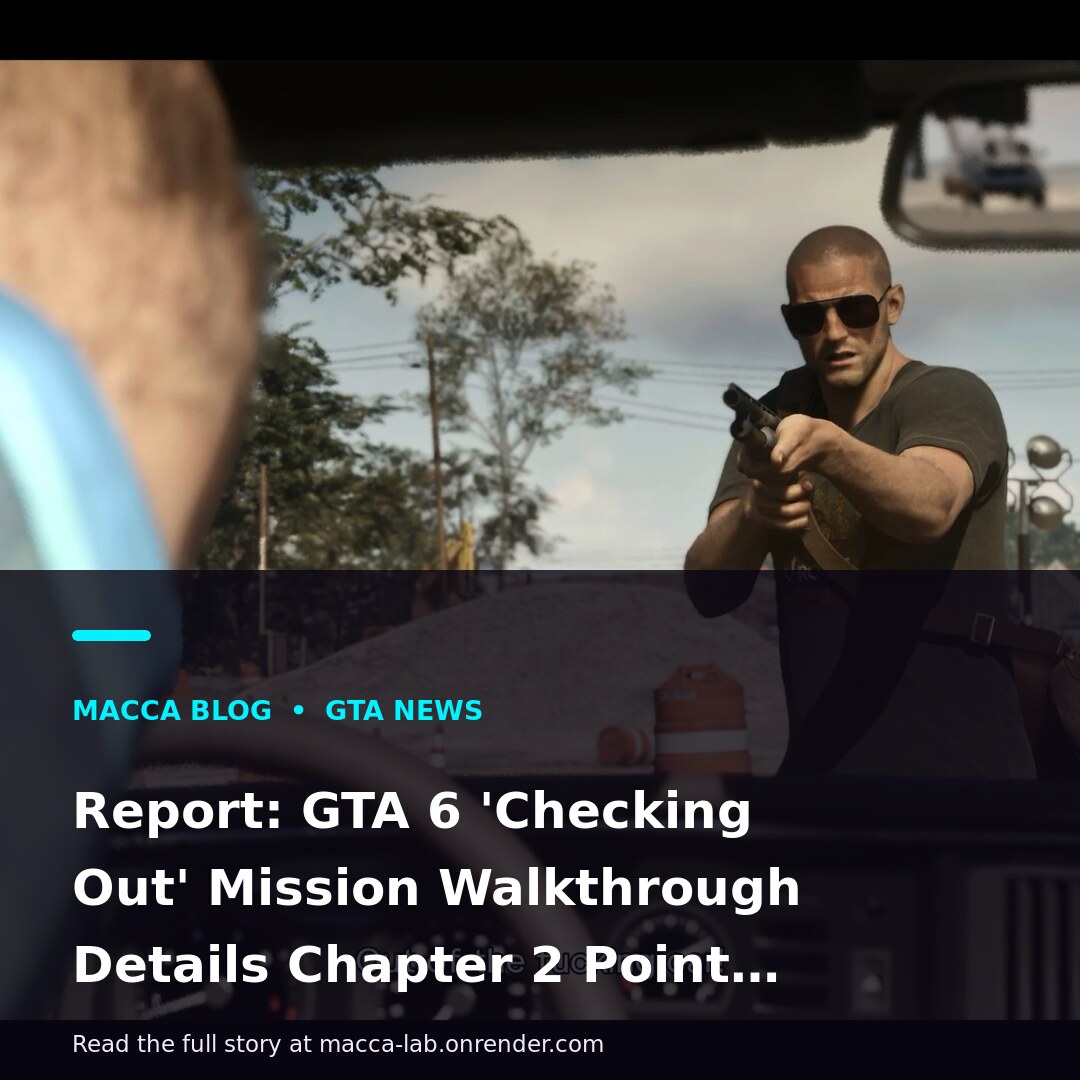 MACCA BLOG • GTA NEWS
Report: GTA 6 'Checking
Out' Mission Walkthrough
Details Chapter 2 Point…
Read the full story at macca-lab.onrender.com